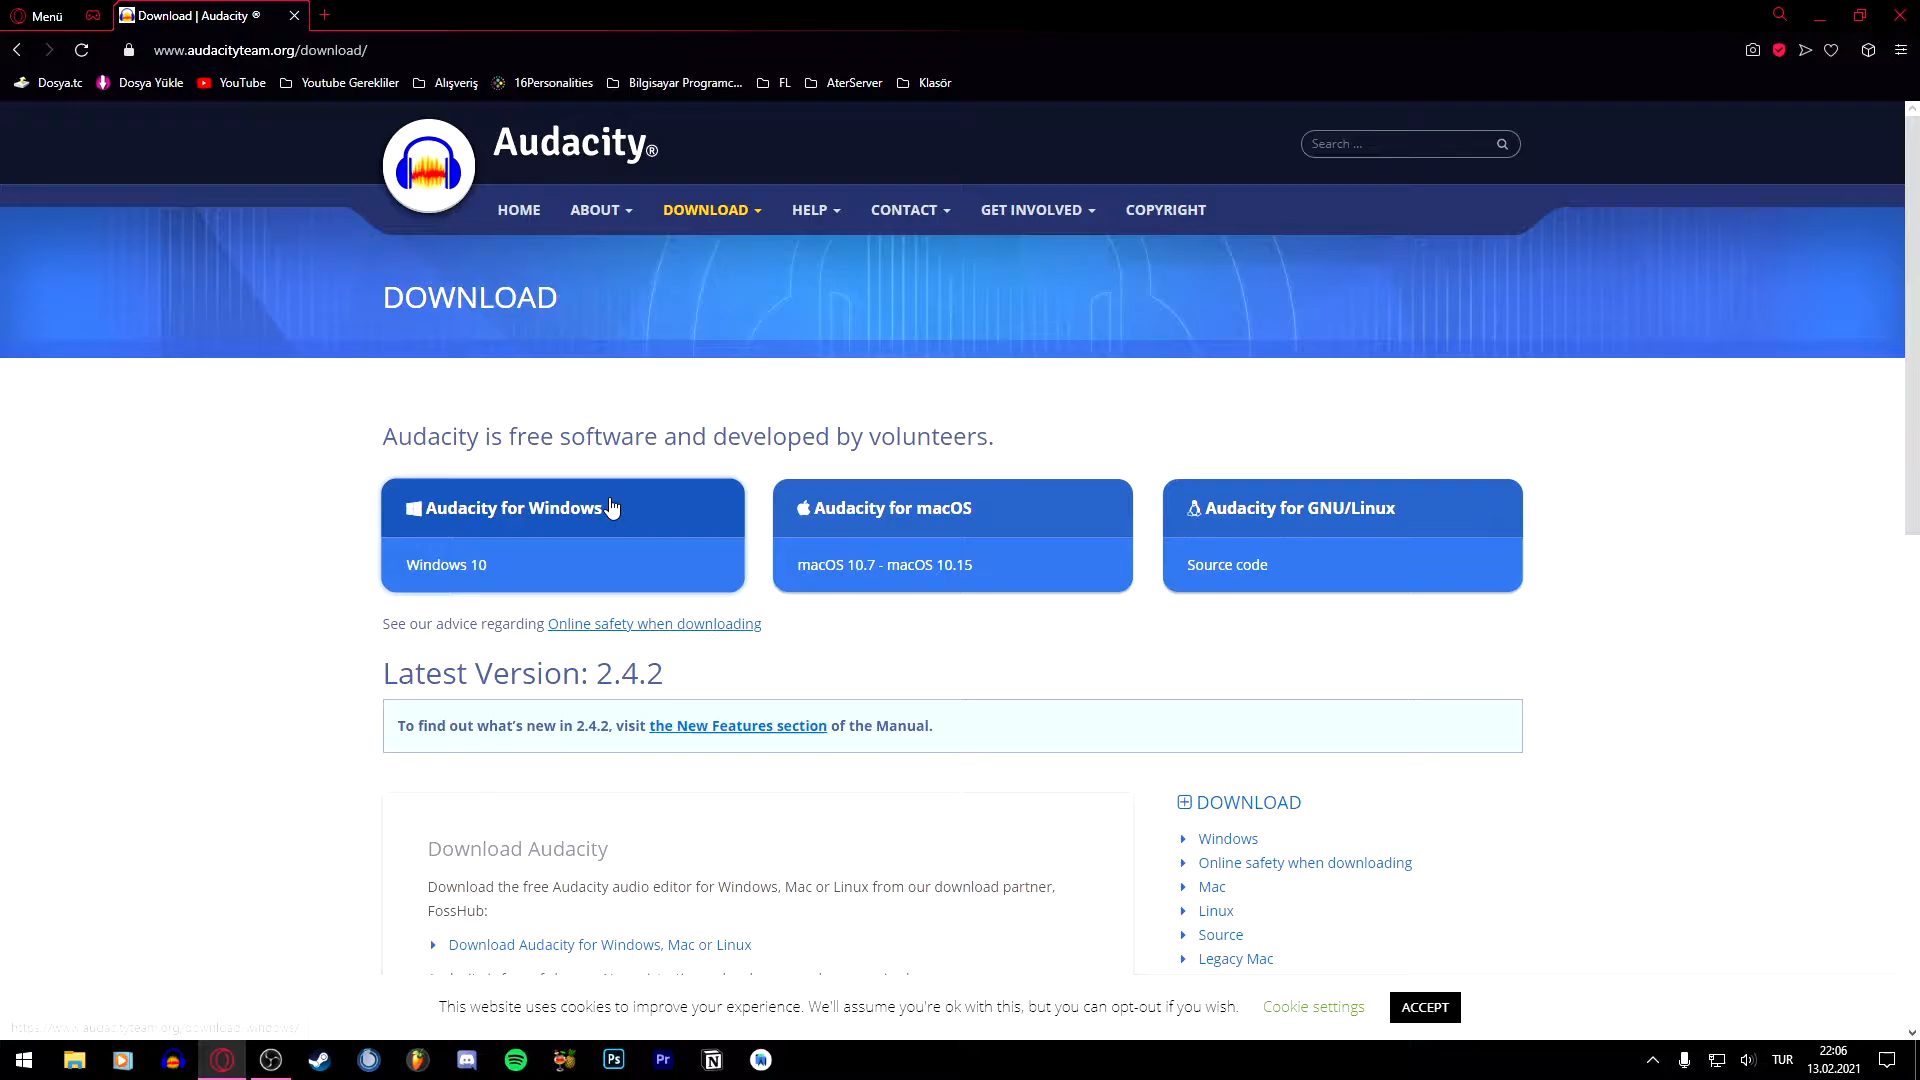 Menü
Download | Audacity ®
www.audacityteam.org/download/
Dosya.tc
Dosya Yükle
YouTube
Youtube Gerekliler
Alışveriş
16Personalities
Bilgisayar Programc...
FL
AterServer
Klasör
Audacity®
Search ...
HOME
ABOUT
DOWNLOAD
HELP
CONTACT
GET INVOLVED
COPYRIGHT
DOWNLOAD
Audacity is free software and developed by volunteers.
Audacity for Windows
Windows 10
Audacity for macOS
macOS 10.7 - macOS 10.15
Audacity for GNU/Linux
Source code
See our advice regarding Online safety when downloading
Latest Version: 2.4.2
To find out what's new in 2.4.2, visit the New Features section of the Manual.
Download Audacity
Download the free Audacity audio editor for Windows, Mac or Linux from our download partner,
FossHub:
Download Audacity for Windows, Mac or Linux
DOWNLOAD
Windows
Online safety when downloading
Mac
Linux
Source
Legacy Mac
This website uses cookies to improve your experience. We'll assume you're ok with this, but you can opt-out if you wish.
Cookie settings
ACCEPT
https://www.audacityteam.org/download/windows/
Ps
Pr
TUR
22:06
13.02.2021